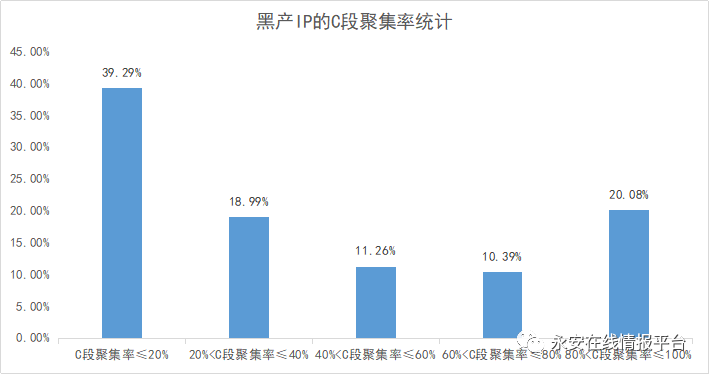 黑产IP的C段聚集率统计
45.00%
40.00%
35.00%
30.00%
25.00%
20.00%
15.00%
10.00%
5.00%
0.00%
39.29%
18.99%
11.26%
10.39%
20.08%
C段聚集率≤20%
20%<C段聚集率≤40%
40%<C段聚集率≤60%
60%<C段聚集率≤80%
80%<C段聚集率≤100%
永安在线情报平台